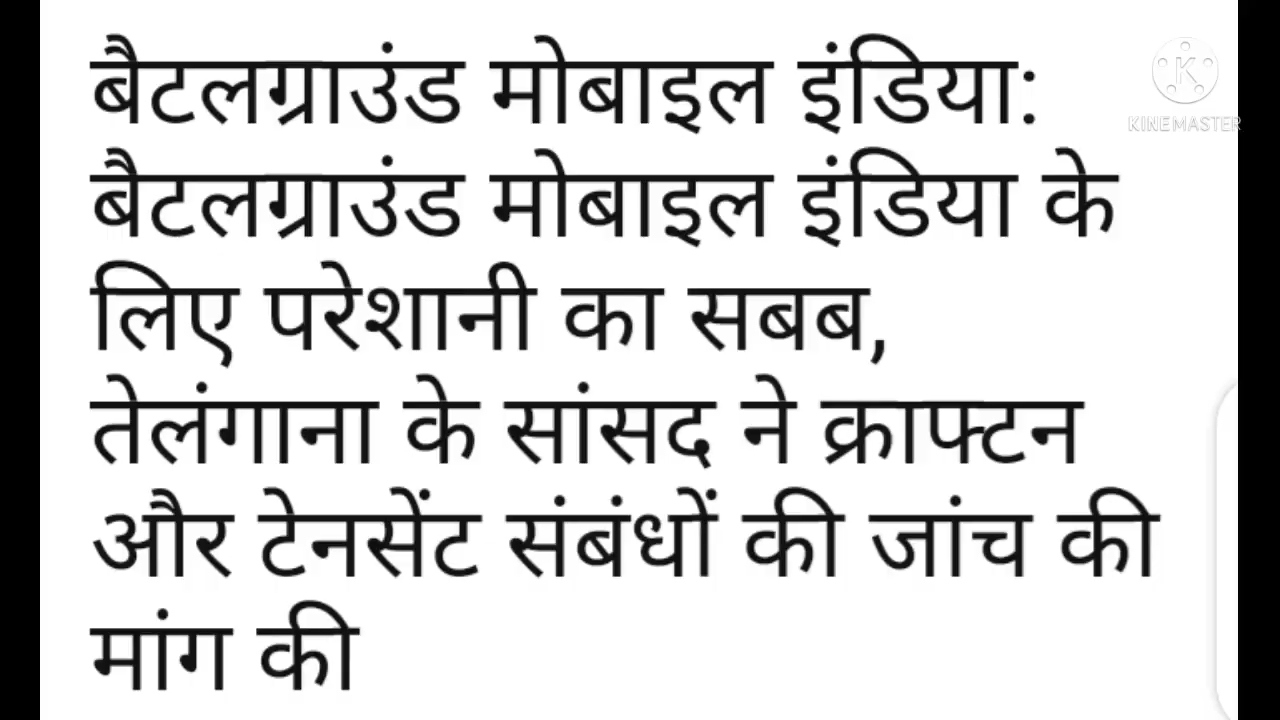 बैटलग्राउंड मोबाइल इंडिया:
बैटलग्राउंड मोबाइल इंडिया के
लिए परेशानी का सबब,
तेलंगाना के सांसद ने क्राफ्टन
और टेनसेंट संबंधों की जांच की
मांग की
KINEMASTER